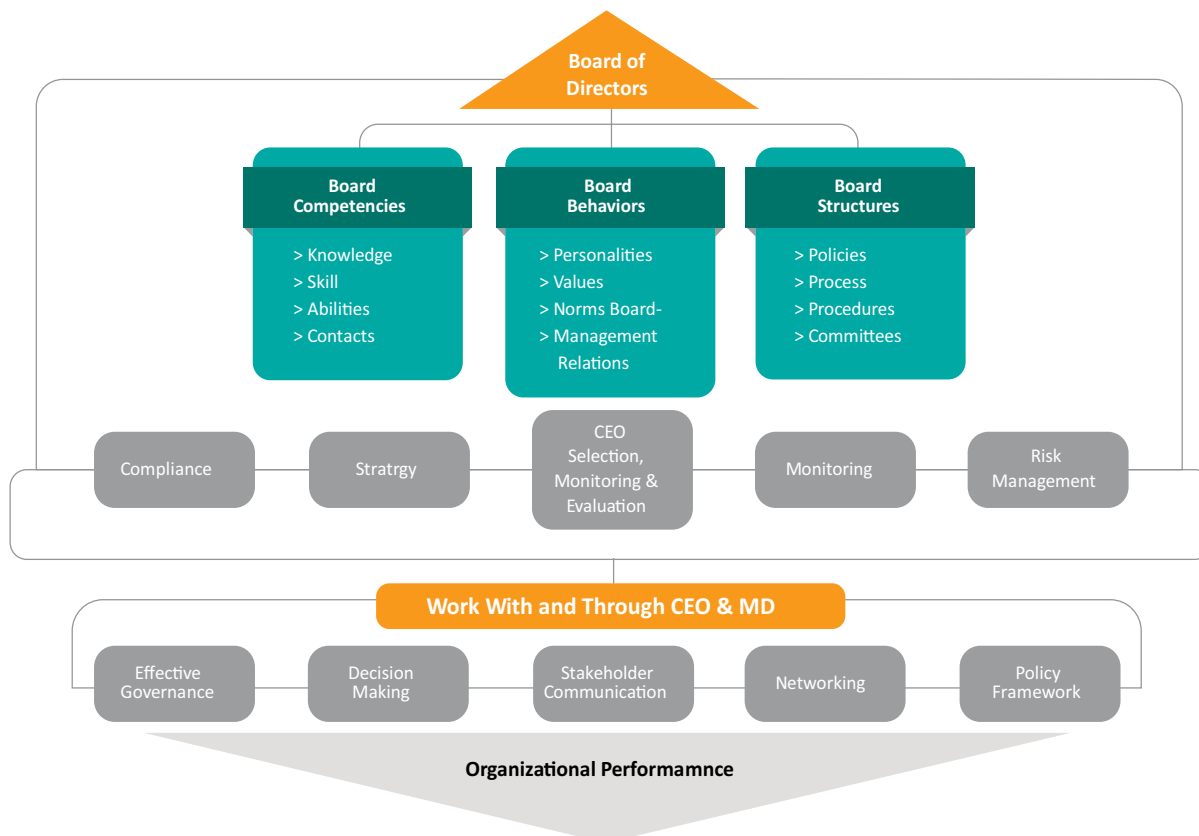 Board of
Directors
Board
Competencies
> Knowledge
> Skill
> Abilities
> Contacts
Board
Behaviors
> Personalities
> Values
> Norms Board-
> Management
Relations
Board
Structures
> Policies
> Process
> Procedures
> Committees
Compliance
Stratrgy
CEO
Selection,
Monitoring &
Evaluation
Monitoring
Risk
Management
Work With and Through CEO & MD
Effective
Governance
Decision
Making
Stakeholder
Communication
Networking
Policy
Framework
Organizational Performamnce